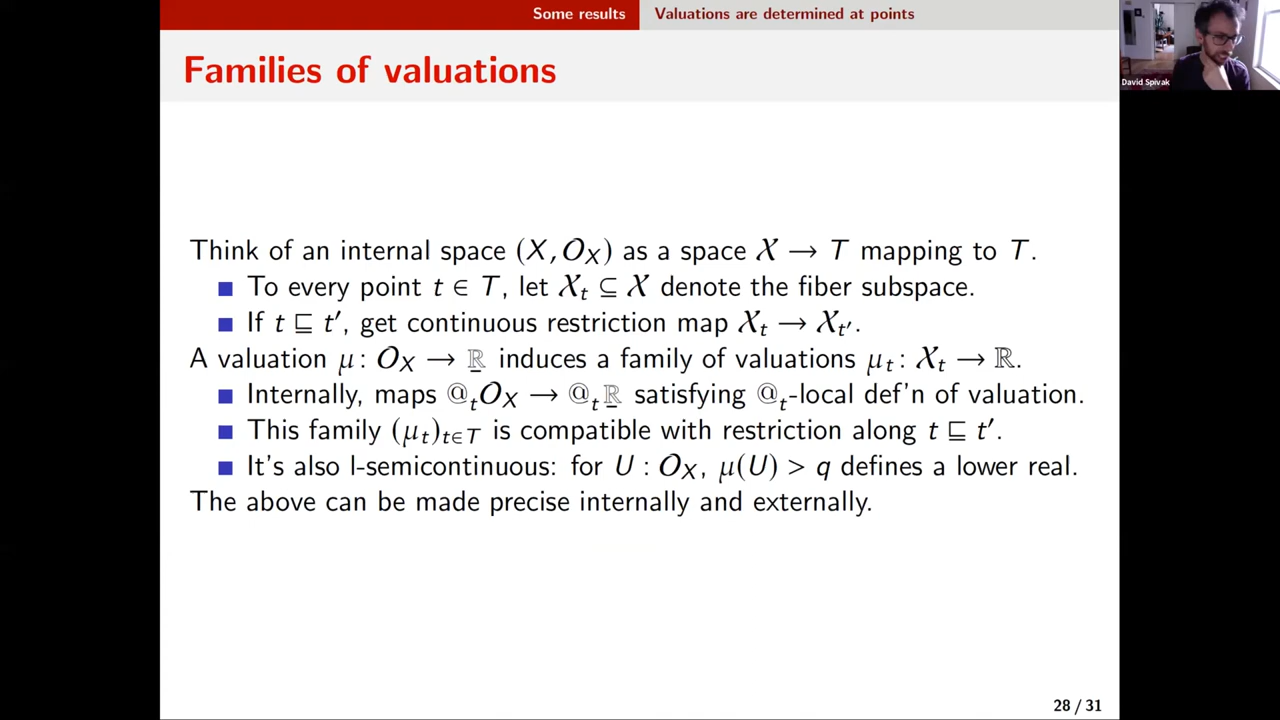 Some results
Valuations are determined at points
David Spivak
Families of valuations
Think of an internal space (X, 𝒪_X) as a space 𝒳 → T mapping to T.
■ To every point t ∈ T, let 𝒳_t ⊆ 𝒳 denote the fiber subspace.
■ If t ⊑ t′, get continuous restriction map 𝒳_t → 𝒳_t′.
A valuation μ: 𝒪_X → ℝ̲ induces a family of valuations μ_t: 𝒳_t → ℝ.
■ Internally, maps @_t𝒪_X → @_tℝ̲ satisfying @_t-local def'n of valuation.
■ This family (μ_t)_{t∈T} is compatible with restriction along t ⊑ t′.
■ It's also l-semicontinuous: for U : 𝒪_X, μ(U) > q defines a lower real.
The above can be made precise internally and externally.
28 / 31